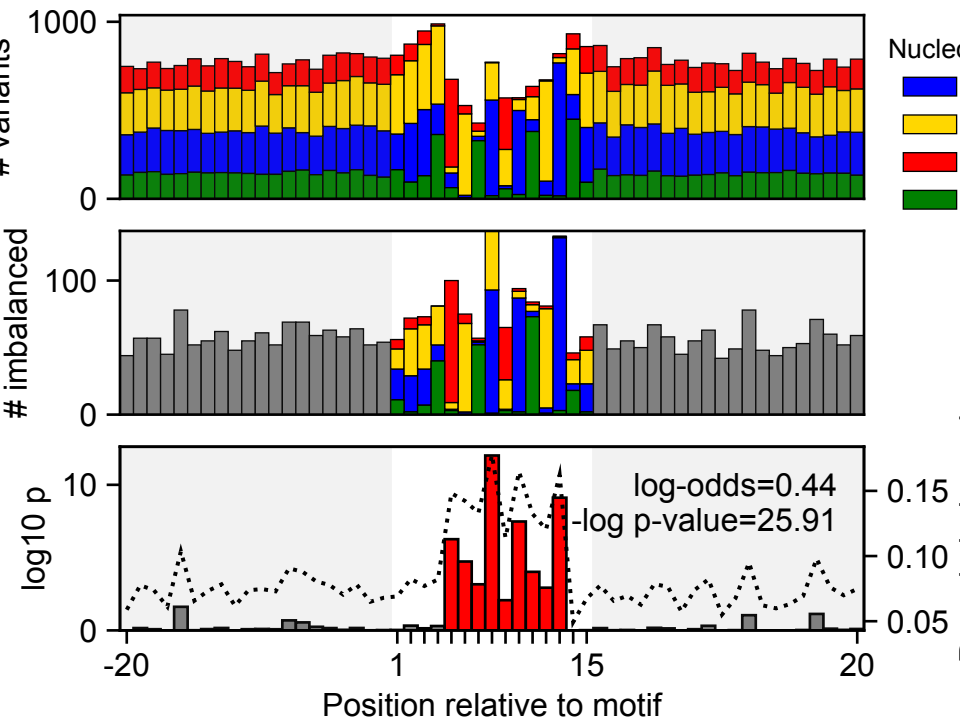 1000
0
# variants
Nucleo
100
0
# imbalanced
10
0
log10 p
log-odds=0.44
-log p-value=25.91
0.15
0.10
0.05
-20
1
15
20
Position relative to motif